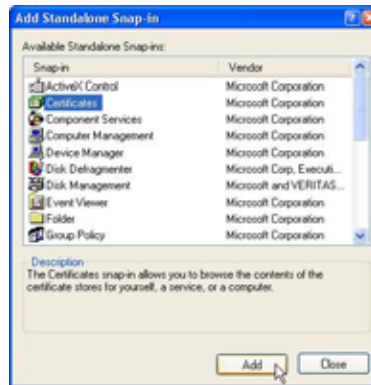 Add Standalone Snap-in
Available Standalone Snap-ins:
Snap-in Vendor
ActiveX Control Microsoft Corporation
Certificates Microsoft Corporation
Component Services Microsoft Corporation
Computer Management Microsoft Corporation
Device Manager Microsoft Corporation
Disk Defragmenter Microsoft Corp, Executi...
Disk Management Microsoft and VERITAS...
Event Viewer Microsoft Corporation
Folder Microsoft Corporation
Group Policy Microsoft Corporation
Description
The Certificates snap-in allows you to browse the contents of the
certificate stores for yourself, a service, or a computer.
Add Close